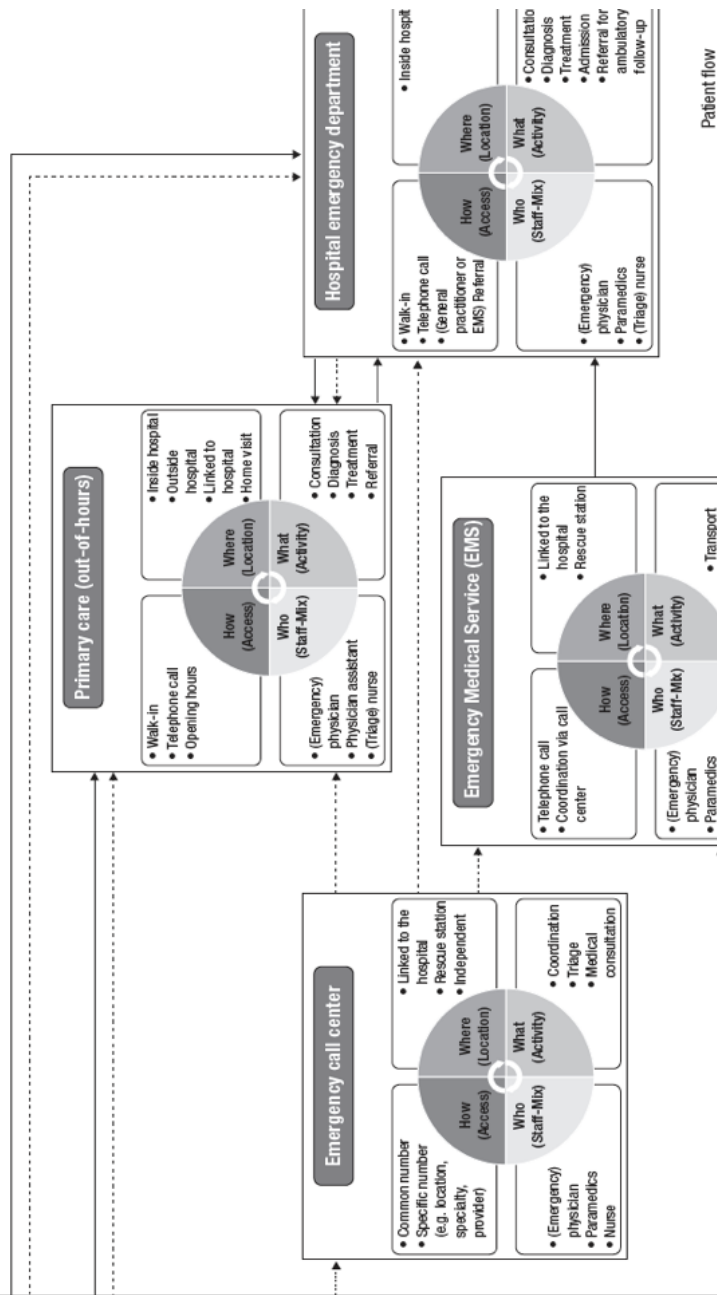 Emergency call center
How
(Access)
Where
(Location)
Who
(Staff-Mix)
What
(Activity)
• Common number
• Specific number
(e.g. location,
specialty,
provider)
• Linked to the
hospital
• Rescue station
• Independent
• (Emergency)
physician
• Paramedics
• Nurse
• Coordination
• Triage
• Medical
consultation
Primary care (out-of-hours)
How
(Access)
Where
(Location)
Who
(Staff-Mix)
What
(Activity)
• Walk-in
• Telephone call
• Opening hours
• Inside hospital
• Outside
hospital
• Linked to
hospital
• Home visit
• (Emergency)
physician
• Physician assistant
• (Triage) nurse
• Consultation
• Diagnosis
• Treatment
• Referral
Emergency Medical Service (EMS)
How
(Access)
Where
(Location)
Who
(Staff-Mix)
What
(Activity)
• Telephone call
• Coordination via call
center
• Linked to the
hospital
• Rescue station
• (Emergency)
physician
• Paramedics
• Transport
Hospital emergency department
How
(Access)
Where
(Location)
Who
(Staff-Mix)
What
(Activity)
• Walk-in
• Telephone call
• (General
practitioner or
EMS) Referral
• Inside hospit
• (Emergency)
physician
• Paramedics
• (Triage) nurse
• Consultation
• Diagnosis
• Treatment
• Admission
• Referral for
ambulatory
follow-up
Patient flow